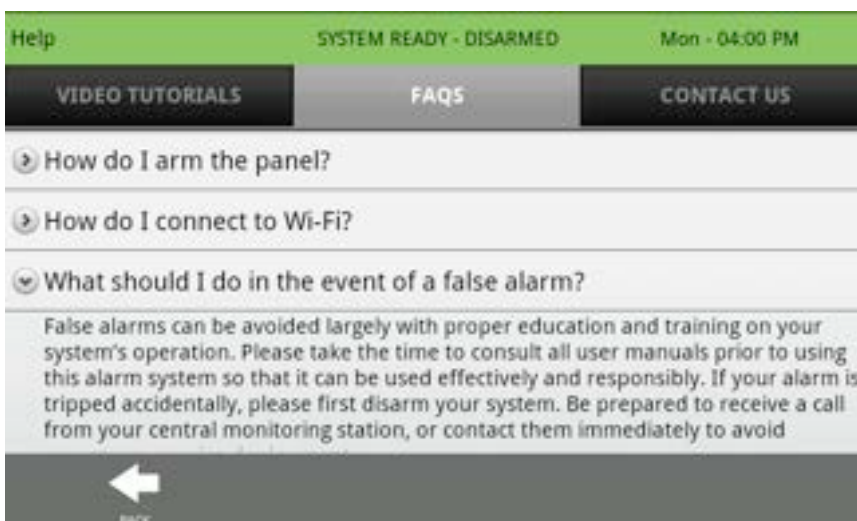 Help SYSTEM READY - DISARMED Mon - 04:00 PM
VIDEO TUTORIALS FAQS CONTACT US
How do I arm the panel?
How do I connect to Wi-Fi?
What should I do in the event of a false alarm?
False alarms can be avoided largely with proper education and training on your
system's operation. Please take the time to consult all user manuals prior to using
this alarm system so that it can be used effectively and responsibly. If your alarm is
tripped accidentally, please first disarm your system. Be prepared to receive a call
from your central monitoring station, or contact them immediately to avoid